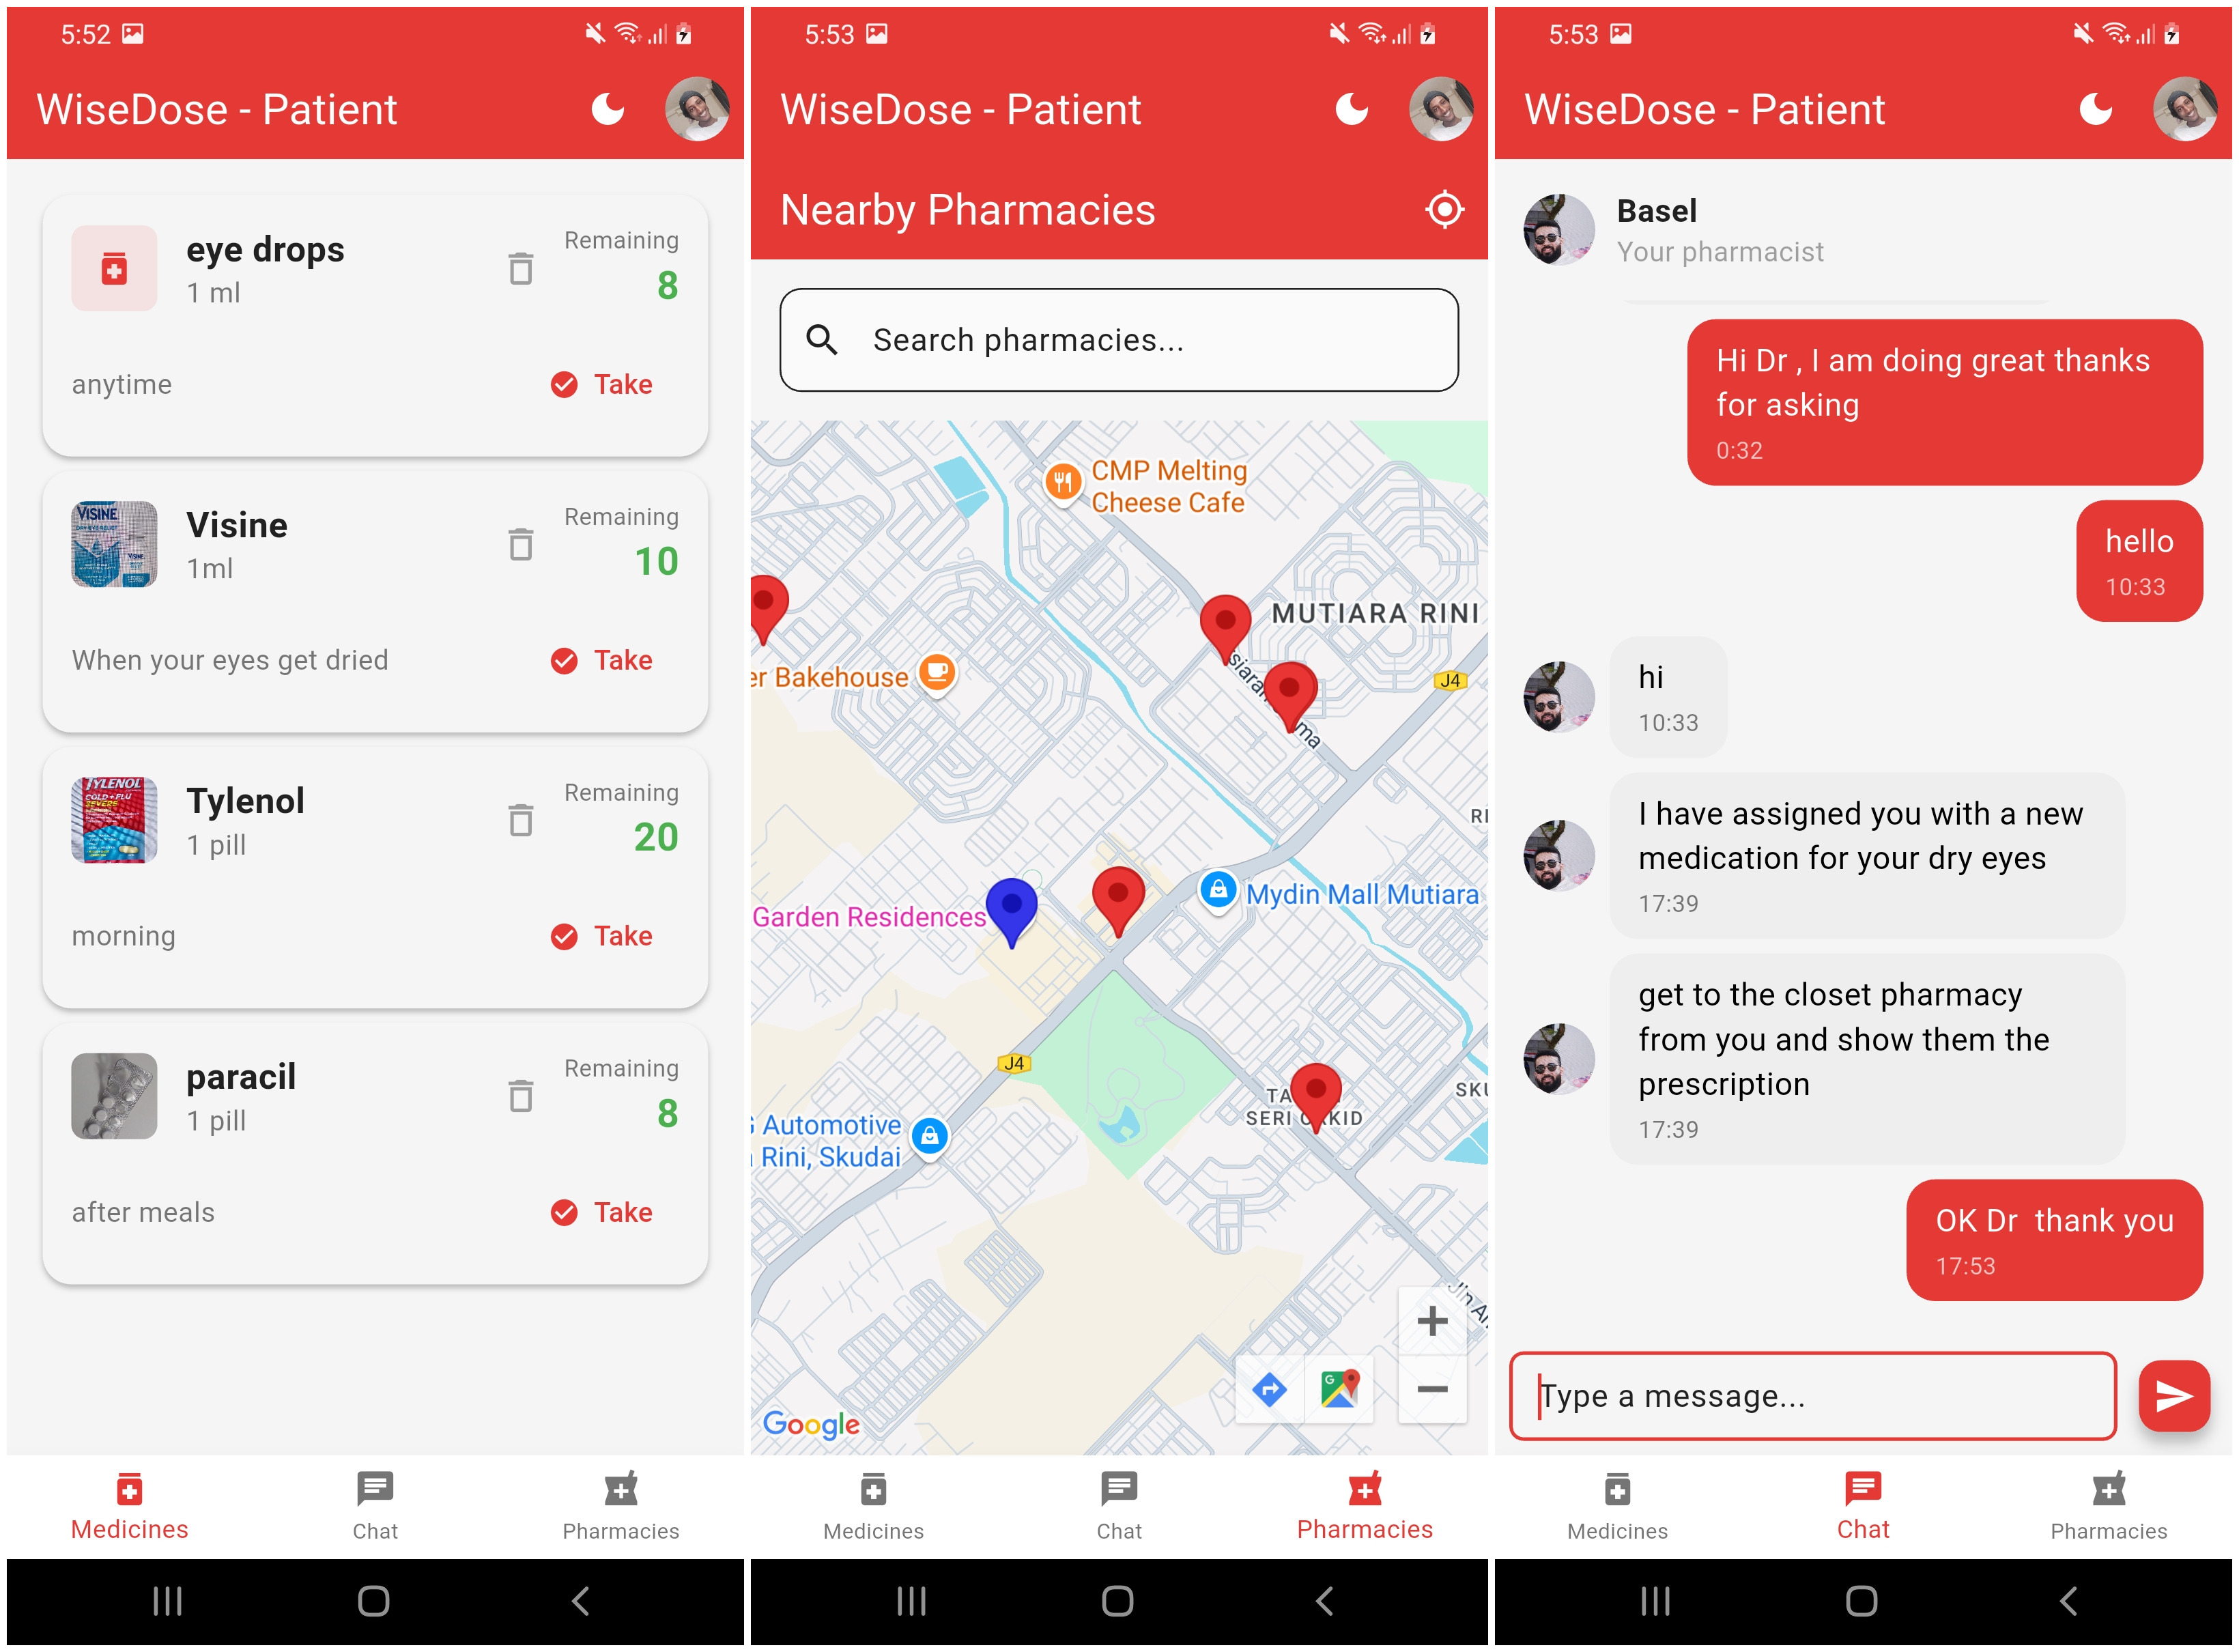 5:52
WiseDose - Patient
eye drops
1 ml
Remaining
8
anytime
Take
VISINE
Visine
1ml
Remaining
10
When your eyes get dried
Take
TYLENOL
COLD+FLU
SEVERE
Tylenol
1 pill
Remaining
20
morning
Take
paracil
1 pill
Remaining
8
after meals
Take
Medicines
Chat
Pharmacies
5:53
WiseDose - Patient
Nearby Pharmacies
Search pharmacies...
CMP Melting
Cheese Cafe
MUTIARA RINI
J4
er Bakehouse
Mydin Mall Mutiara
Garden Residences
J4
SERI
Automotive
Rini, Skudai
Google
Medicines
Chat
Pharmacies
5:53
WiseDose - Patient
Basel
Your pharmacist
Hi Dr , I am doing great thanks
for asking
0:32
hello
10:33
hi
10:33
I have assigned you with a new
medication for your dry eyes
17:39
get to the closet pharmacy
from you and show them the
prescription
17:39
OK Dr  thank you
17:53
Type a message...
Medicines
Chat
Pharmacies